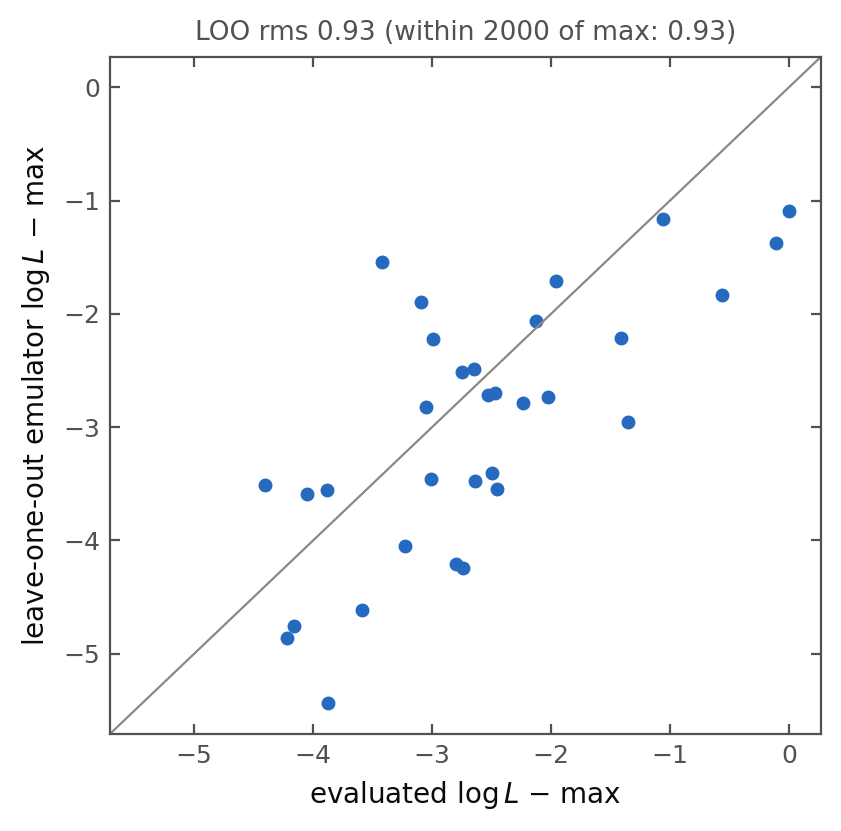 LOO rms 0.93 (within 2000 of max: 0.93)
leave-one-out emulator log L − max
0
−1
−2
−3
−4
−5
−5 −4 −3 −2 −1 0
evaluated log L − max